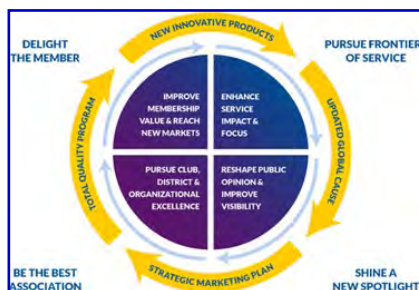 NEW INNOVATIVE PRODUCTS
DELIGHT
THE MEMBER
PURSUE FRONTIER
OF SERVICE
IMPROVE
MEMBERSHIP
VALUE & REACH
NEW MARKETS
ENHANCE
SERVICE
IMPACT &
FOCUS
TOTAL QUALITY PROGRAM
UPDATED GLOBAL CAUSE
PURSUE CLUB,
DISTRICT &
ORGANIZATIONAL
EXCELLENCE
RESHAPE PUBLIC
OPINION &
IMPROVE
VISIBILITY
STRATEGIC MARKETING PLAN
BE THE BEST
ASSOCIATION
SHINE A
NEW SPOTLIGHT